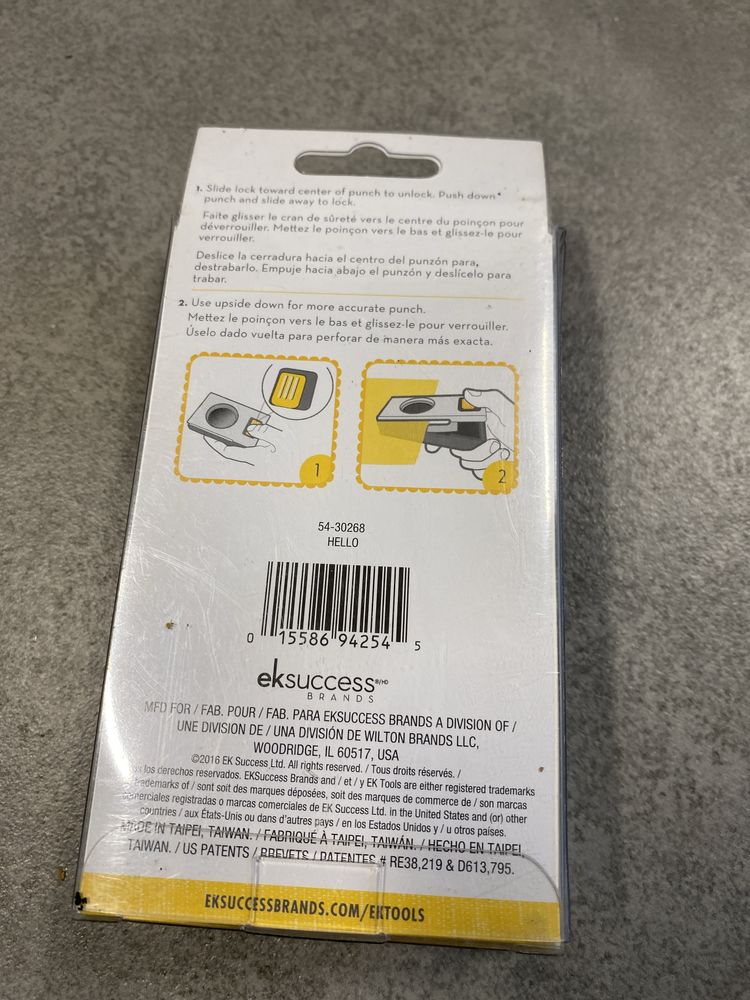 1. Slide lock toward center of punch to unlock. Push down
punch and slide away to lock.
Faite glisser le cran de sûreté vers le centre du poinçon pour
déverrouiller. Mettez le poinçon vers le bas et glissez-le pour
verrouiller.
Deslice la cerradura hacia el centro del punzón para,
destrabarlo. Empuje hacia abajo el punzón y deslícelo para
trabar.
2. Use upside down for more accurate punch.
Mettez le poinçon vers le bas et glissez-le pour verrouiller.
Úselo dado vuelta para perforar de manera más exacta.
1
2
54-30268
HELLO
0 15586 94254 5
eksuccess®/MD
BRANDS
MFD FOR / FAB. POUR / FAB. PARA EKSUCCESS BRANDS A DIVISION OF /
UNE DIVISION DE / UNA DIVISIÓN DE WILTON BRANDS LLC,
WOODRIDGE, IL 60517, USA
©2016 EK Success Ltd. All rights reserved. / Tous droits réservés. /
los derechos reservados. EKSuccess Brands and / et / y EK Tools are either registered trademarks
trademarks of / sont soit des marques déposées, soit des marques de commerce de / son marcas
comerciales registradas o marcas comerciales de EK Success Ltd. in the United States and (or) other
countries / aux États-Unis ou dans d'autres pays / en los Estados Unidos y / u otros países.
MADE IN TAIPEI, TAIWAN. / FABRIQUÉ À TAIPEI, TAIWÁN. / HECHO EN TAIPEI,
TAIWAN. / US PATENTS / BREVETS / PATENTES # RE38,219 & D613,795.
EKSUCCESSBRANDS.COM/EKTOOLS